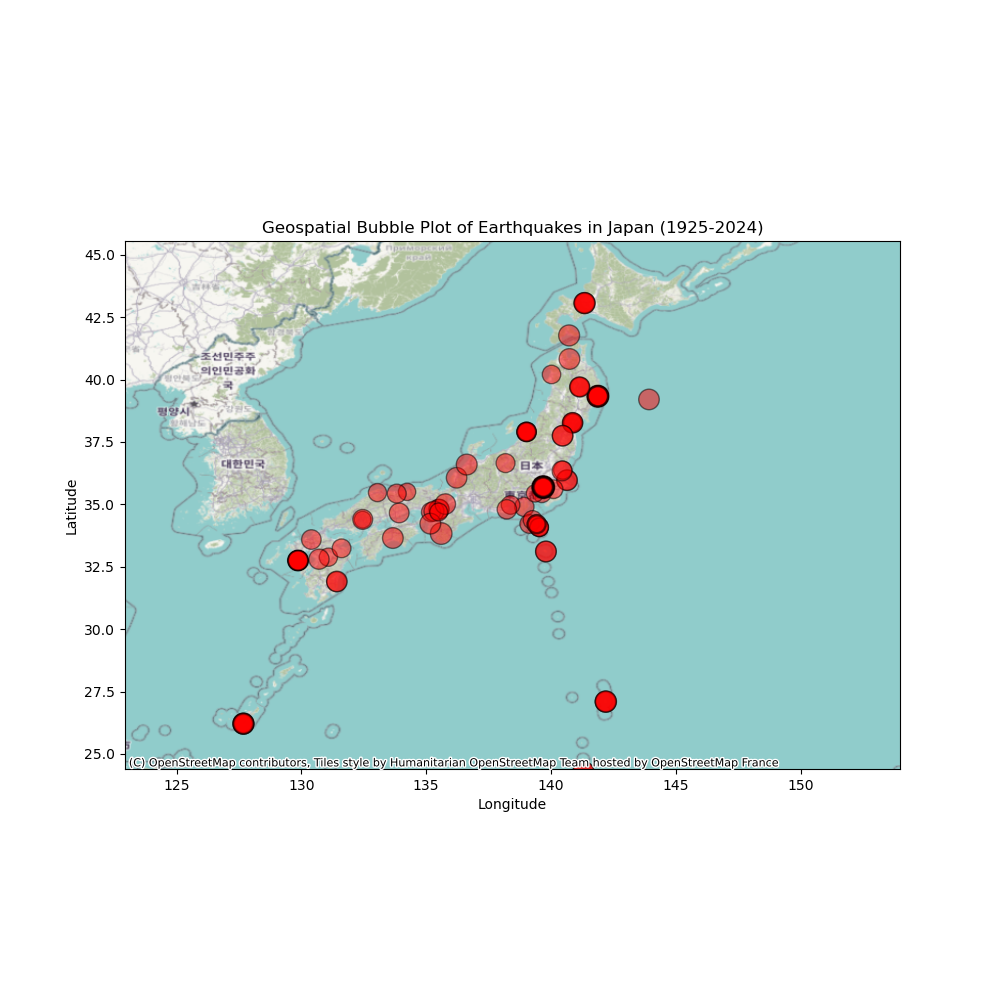 Geospatial Bubble Plot of Earthquakes in Japan (1925-2024)
45.0
42.5
40.0
37.5
35.0
32.5
30.0
27.5
25.0
Latitude
조선민주주
의인민공화
국
평양시
대한민국
日本
(C) OpenStreetMap contributors, Tiles style by Humanitarian OpenStreetMap Team hosted by OpenStreetMap France
125
130
135
140
145
150
Longitude